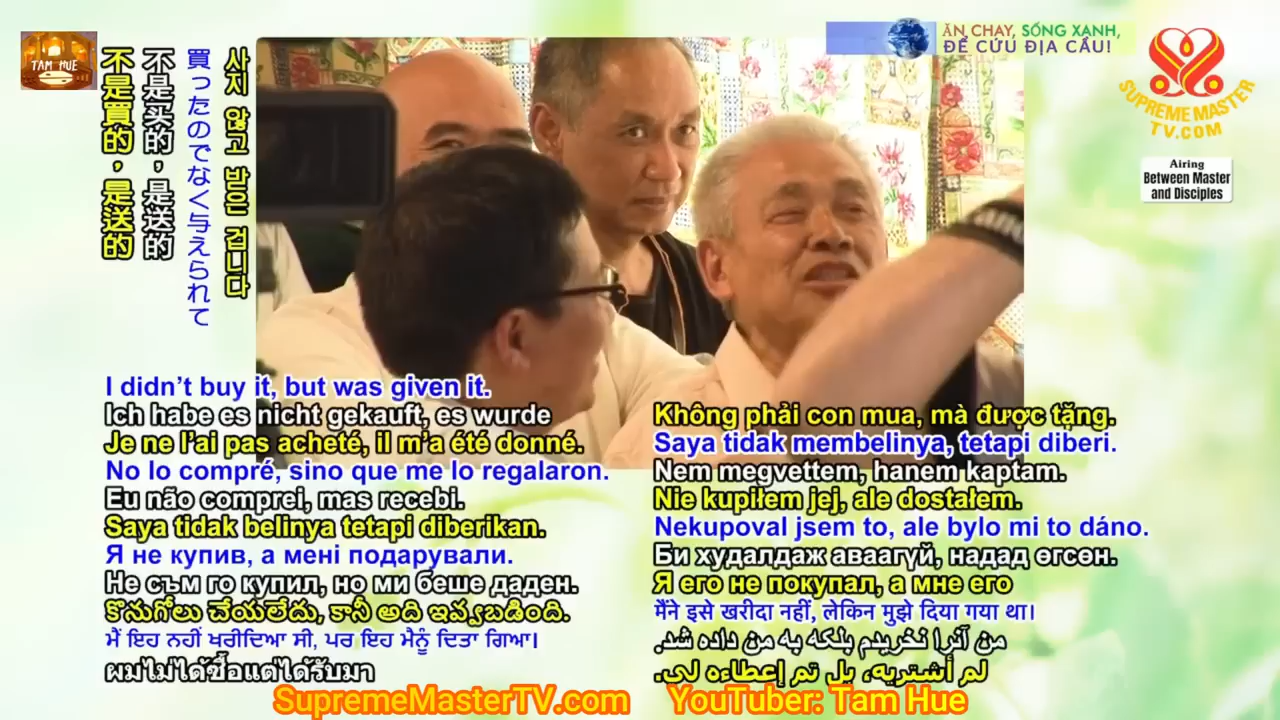 TAM HUE
ĂN CHAY, SỐNG XANH,
ĐỂ CỨU ĐỊA CẦU!
SUPREME MASTER
TV.COM
Airing
Between Master
and Disciples
不是買的，是送的
不是买的，是送的
買ったのでなく与えられて
사지 않고 받은 겁니다
I didn’t buy it, but was given it.
Ich habe es nicht gekauft, es wurde
Je ne l’ai pas acheté, il m’a été donné.
No lo compré, sino que me lo regalaron.
Eu não comprei, mas recebi.
Saya tidak belinya tetapi diberikan.
Я не купив, а мені подарували.
Не съм го купил, но ми беше даден.
కొనుగోలు చేయలేదు, కానీ అది ఇవ్వబడింది.
ਮੈਂ ਇਹ ਨਹੀਂ ਖਰੀਦਿਆ ਸੀ, ਪਰ ਇਹ ਮੈਨੂੰ ਦਿਤਾ ਗਿਆ।
ผมไม่ได้ซื้อแต่ได้รับมา
Không phải con mua, mà được tặng.
Saya tidak membelinya, tetapi diberi.
Nem megvettem, hanem kaptam.
Nie kupiłem jej, ale dostałem.
Nekupoval jsem to, ale bylo mi to dáno.
Би худалдаж аваагүй, надад өгсөн.
Я его не покупал, а мне его
मैंने इसे खरीदा नहीं, लेकिन मुझे दिया गया था।
من آنرا نخریدم بلکه به من داده شد.
لم أشتریه، بل تم إعطاءه لي.
SupremeMasterTV.com YouTuber: Tam Hue